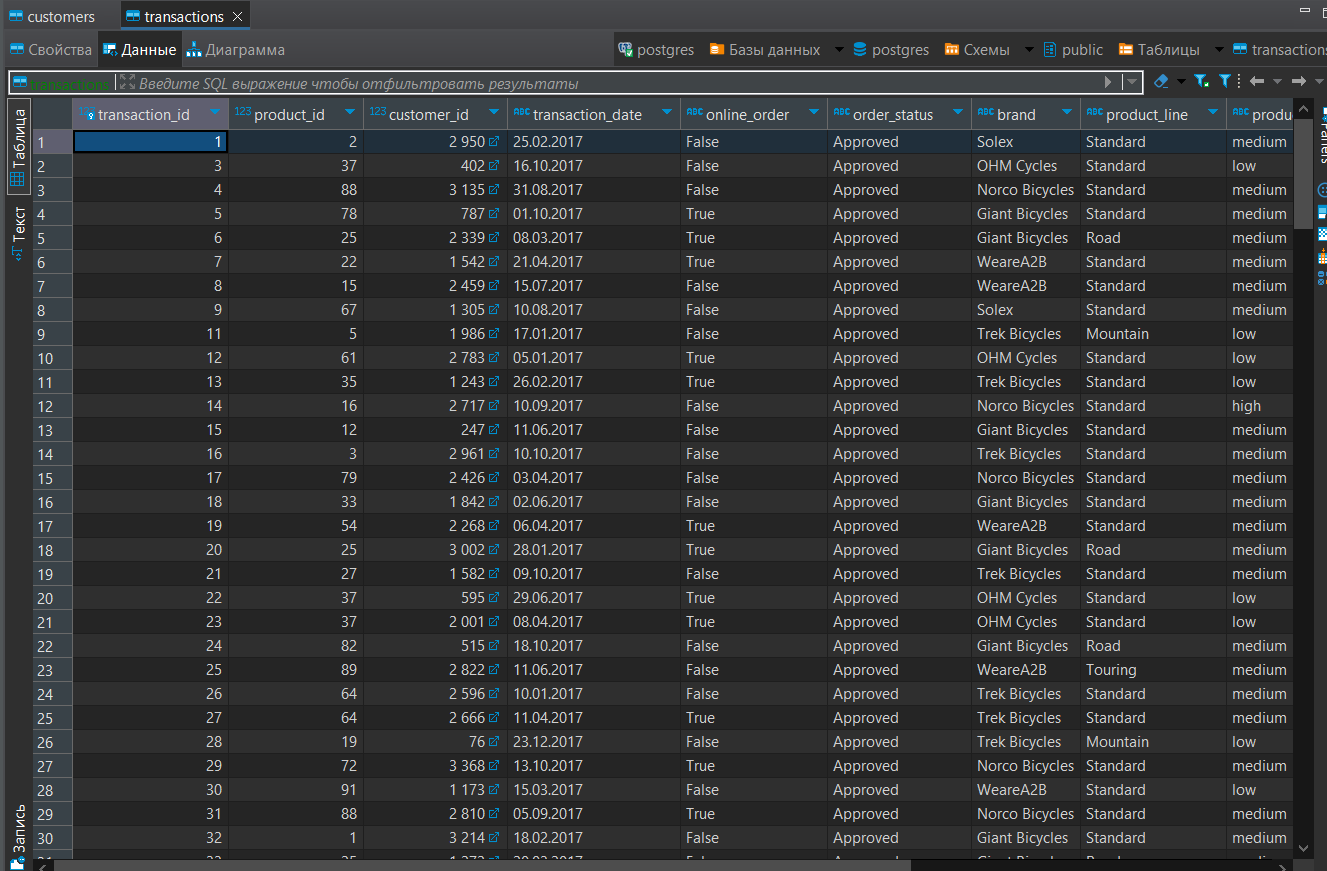 customers transactions
Свойства Данные Диаграмма postgres Базы данных postgres Схемы public Таблицы transactions
transactions Введите SQL выражение чтобы отфильтровать результаты
Таблица
Текст
Запись
123 transaction_id 123 product_id 123 customer_id ABC transaction_date ABC online_order ABC order_status ABC brand ABC product_line ABC produ
1 1 2 2 950 25.02.2017 False Approved Solex Standard medium
2 3 37 402 16.10.2017 False Approved OHM Cycles Standard low
3 4 88 3 135 31.08.2017 False Approved Norco Bicycles Standard medium
4 5 78 787 01.10.2017 True Approved Giant Bicycles Standard medium
5 6 25 2 339 08.03.2017 True Approved Giant Bicycles Road medium
6 7 22 1 542 21.04.2017 True Approved WeareA2B Standard medium
7 8 15 2 459 15.07.2017 False Approved WeareA2B Standard medium
8 9 67 1 305 10.08.2017 False Approved Solex Standard medium
9 11 5 1 986 17.01.2017 False Approved Trek Bicycles Mountain low
10 12 61 2 783 05.01.2017 True Approved OHM Cycles Standard low
11 13 35 1 243 26.02.2017 True Approved Trek Bicycles Standard low
12 14 16 2 717 10.09.2017 False Approved Norco Bicycles Standard high
13 15 12 247 11.06.2017 False Approved Giant Bicycles Standard medium
14 16 3 2 961 10.10.2017 False Approved Trek Bicycles Standard medium
15 17 79 2 426 03.04.2017 False Approved Norco Bicycles Standard medium
16 18 33 1 842 02.06.2017 False Approved Giant Bicycles Standard medium
17 19 54 2 268 06.04.2017 True Approved WeareA2B Standard medium
18 20 25 3 002 28.01.2017 True Approved Giant Bicycles Road medium
19 21 27 1 582 09.10.2017 False Approved Trek Bicycles Standard medium
20 22 37 595 29.06.2017 True Approved OHM Cycles Standard low
21 23 37 2 001 08.04.2017 True Approved OHM Cycles Standard low
22 24 82 515 18.10.2017 False Approved Giant Bicycles Road medium
23 25 89 2 822 11.06.2017 False Approved WeareA2B Touring medium
24 26 64 2 596 10.01.2017 False Approved Trek Bicycles Standard medium
25 27 64 2 666 11.04.2017 True Approved Trek Bicycles Standard medium
26 28 19 76 23.12.2017 False Approved Trek Bicycles Mountain low
27 29 72 3 368 13.10.2017 True Approved Norco Bicycles Standard medium
28 30 91 1 173 15.03.2017 False Approved WeareA2B Standard low
29 31 88 2 810 05.09.2017 True Approved Norco Bicycles Standard medium
30 32 1 3 214 18.02.2017 False Approved Giant Bicycles Standard medium